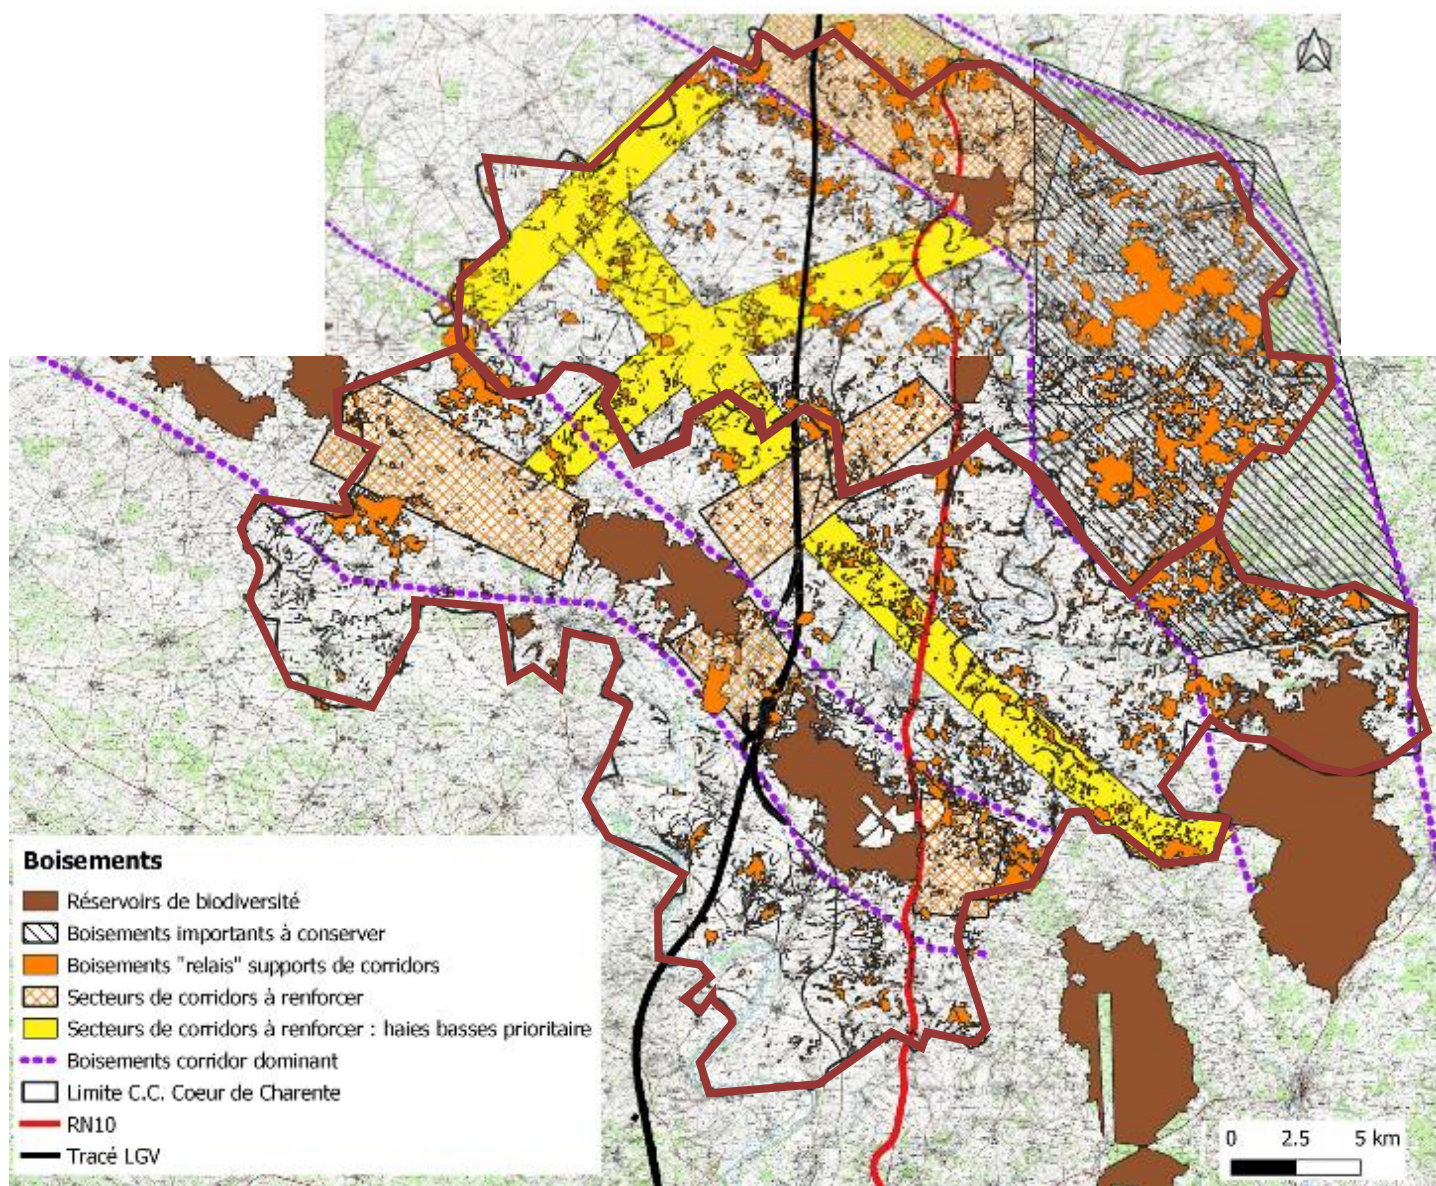 Boisements
Réservoirs de biodiversité
Boisements importants à conserver
Boisements "relais" supports de corridors
Secteurs de corridors à renforcer
Secteurs de corridors à renforcer : haies basses prioritaire
Boisements corridor dominant
Limite C.C. Coeur de Charente
RN10
Tracé LGV
0 2.5 5 km